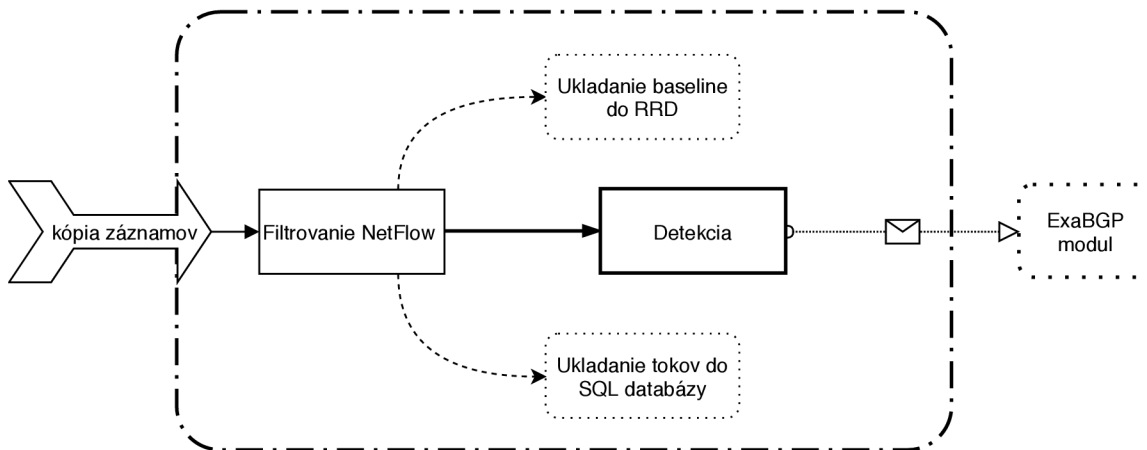 Ukladanie baseline
do RRD
kópia záznamov
Filtrovanie NetFlow
Detekcia
ExaBGP
modul
Ukladanie tokov do
SQL databázy